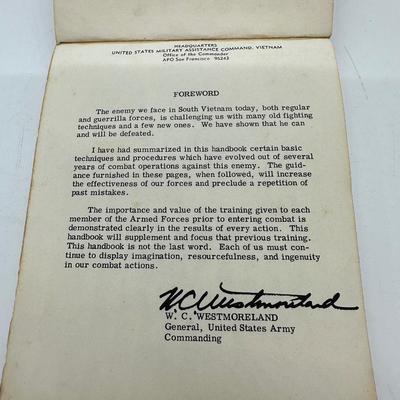 HEADQUARTERS
UNITED STATES MILITARY ASSISTANCE COMMAND, VIETNAM
Office of the Commander
APO San Francisco 96243
FOREWORD
The enemy we face in South Vietnam today, both regular
and guerrilla forces, is challenging us with many old fighting
techniques and a few new ones. We have shown that he can
and will be defeated.
I have had summarized in this handbook certain basic
techniques and procedures which have evolved out of several
years of combat operations against this enemy. The guid-
ance furnished in these pages, when followed, will increase
the effectiveness of our forces and preclude a repetition of
past mistakes.
The importance and value of the training given to each
member of the Armed Forces prior to entering combat is
demonstrated clearly in the results of every action. This
handbook will supplement and focus that previous training.
This handbook is not the last word. Each of us must con-
tinue to display imagination, resourcefulness, and ingenuity
in our combat actions.
W.C. Westmoreland
W. C. WESTMORELAND
General, United States Army
Commanding